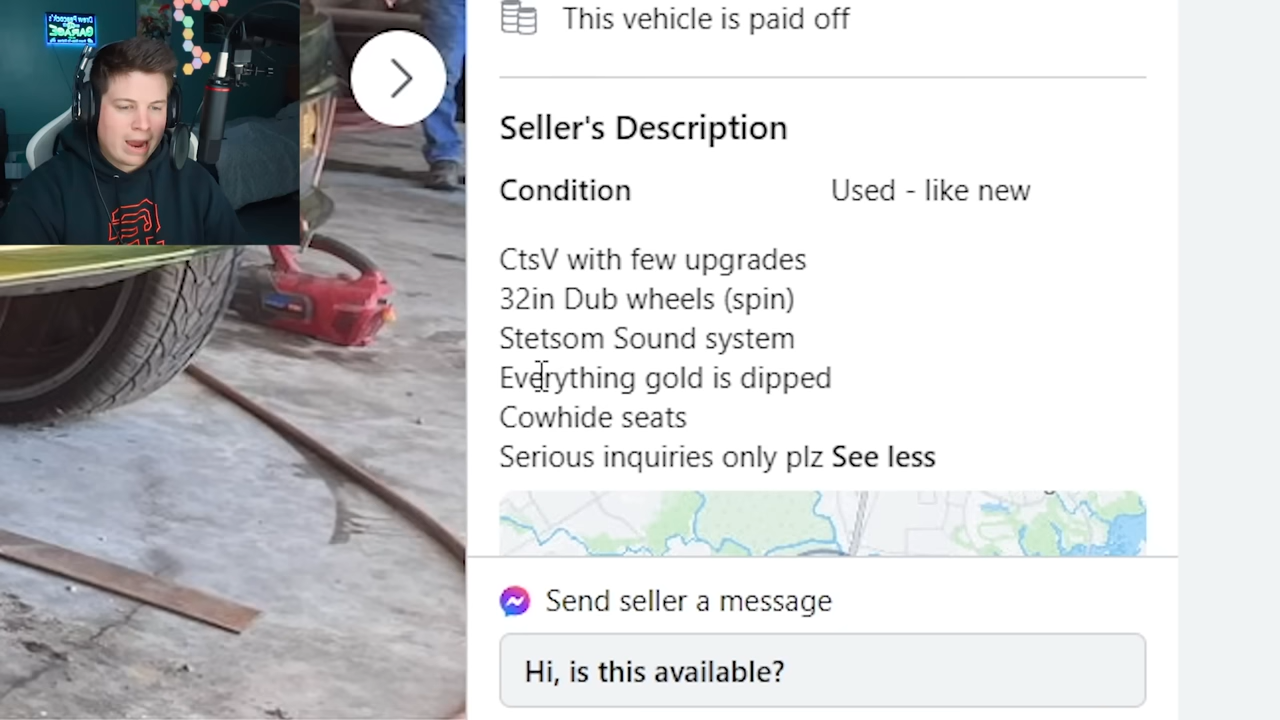 This vehicle is paid off
Seller's Description
Condition Used - like new
CtsV with few upgrades
32in Dub wheels (spin)
Stetsom Sound system
Everything gold is dipped
Cowhide seats
Serious inquiries only plz See less
Send seller a message
Hi, is this available?